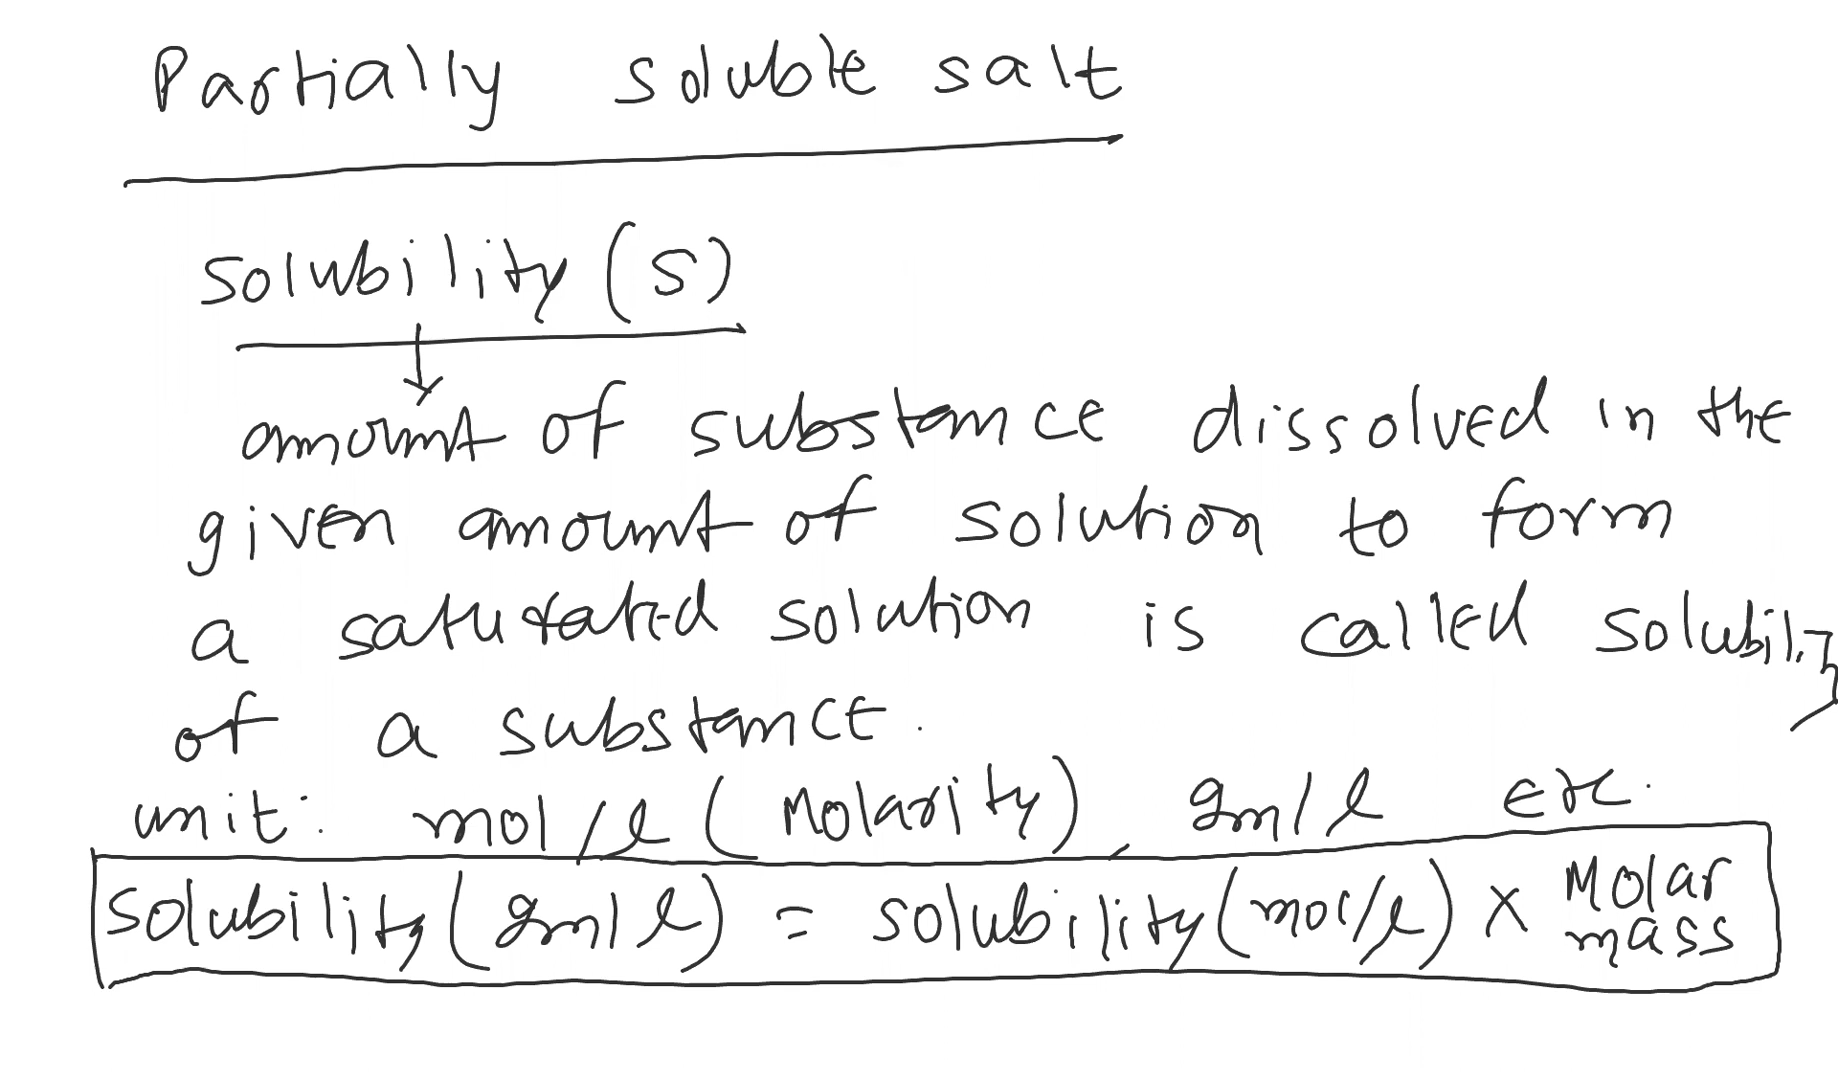 Partially soluble salt
solubility (s)
amount of substance dissolved in the
given amount of solution to form
a saturated solution is called solubility
of a substance.
unit: mol/l (Molarity), gm/l etc.
solubility (gm/l) = solubility (mol/l) × Molar mass